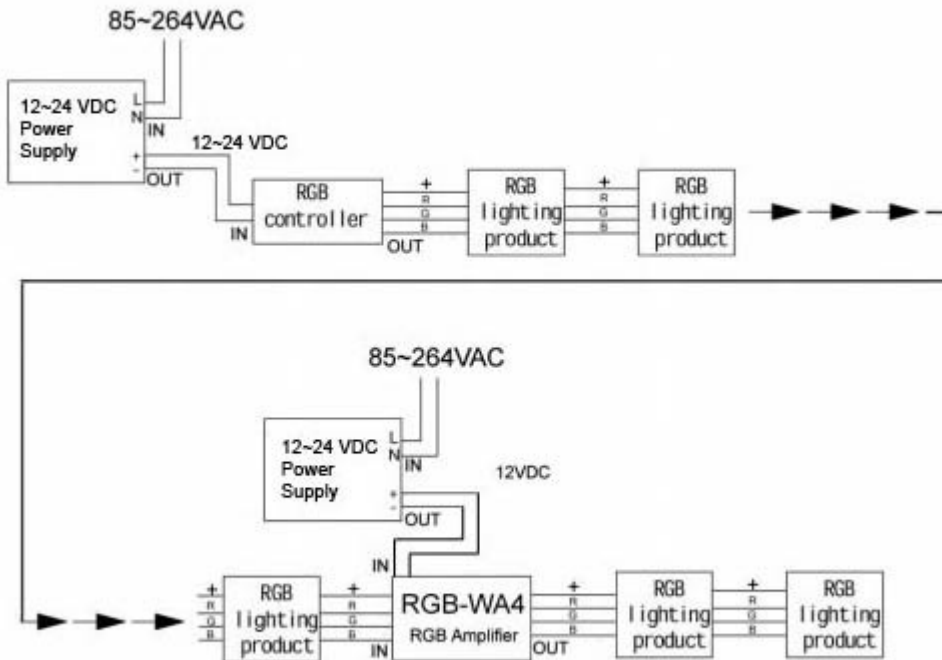 85~264VAC
12~24 VDC
Power
Supply
L
N
IN
+
-
OUT
12~24 VDC
IN
RGB
controller
+
R
G
B
OUT
RGB
lighting
product
+
R
G
B
RGB
lighting
product
85~264VAC
12~24 VDC
Power
Supply
L
N
IN
+
-
OUT
12VDC
IN
+
R
G
B
RGB
lighting
product
+
R
G
B
IN
RGB-WA4
RGB Amplifier
+
R
G
B
OUT
RGB
lighting
product
+
R
G
B
RGB
lighting
product